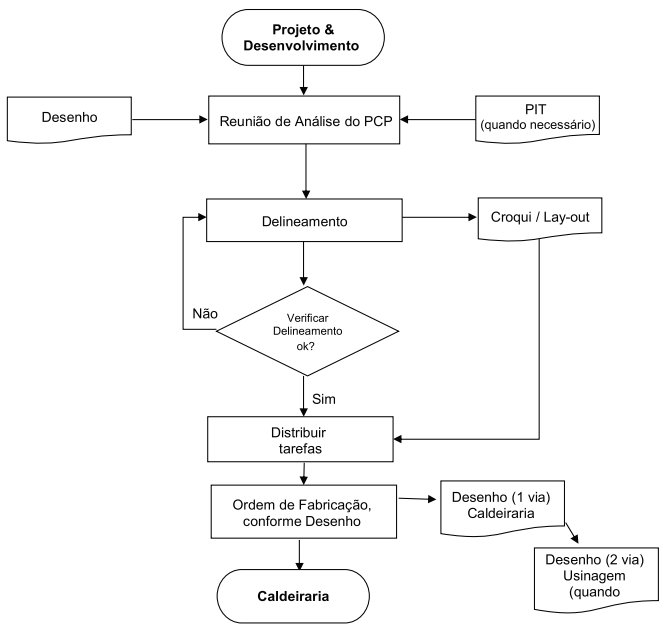 Projeto &
Desenvolvimento
Desenho
Reunião de Análise do PCP
PIT
(quando necessário)
Delineamento
Croqui / Lay-out
Não
Verificar
Delineamento
ok?
Sim
Distribuir
tarefas
Ordem de Fabricação,
conforme Desenho
Desenho (1 via)
Caldeiraria
Desenho (2 via)
Usinagem
(quando
Caldeiraria